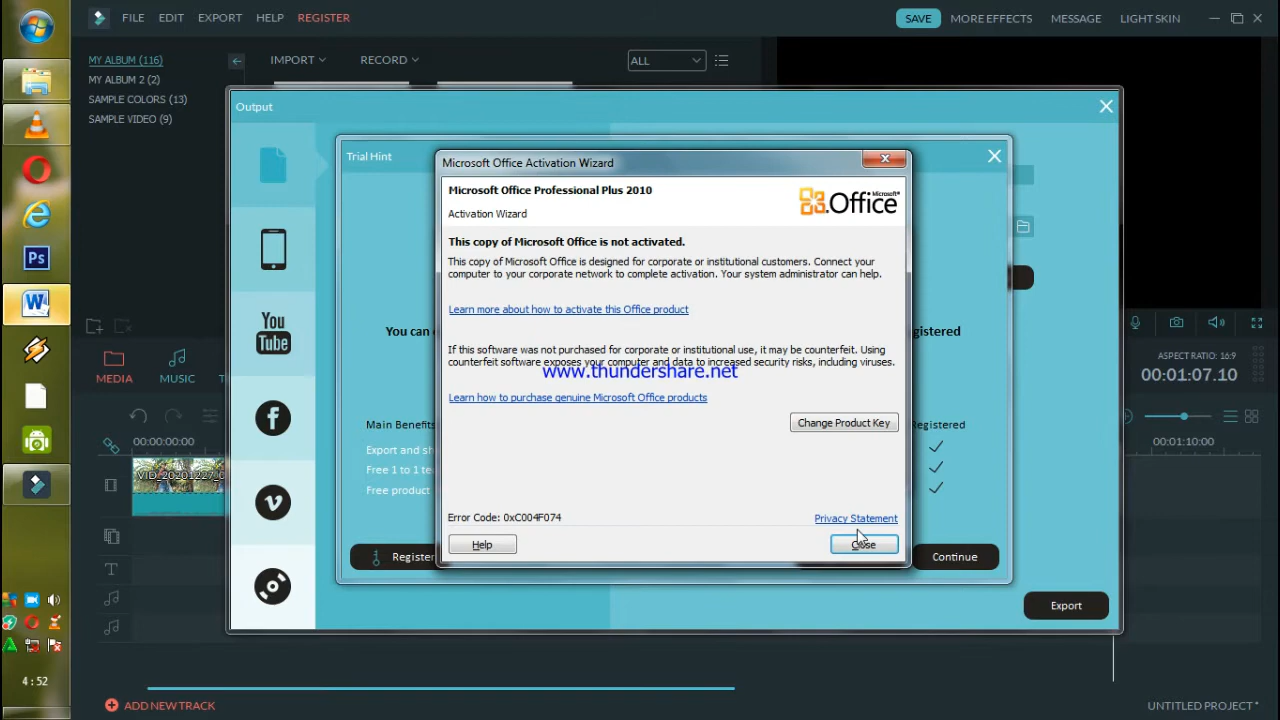 FILE EDIT EXPORT HELP REGISTER
SAVE MORE EFFECTS MESSAGE LIGHT SKIN
MY ALBUM (116)
MY ALBUM 2 (2)
SAMPLE COLORS (13)
SAMPLE VIDEO (9)
IMPORT RECORD ALL
Output
Trial Hint
Microsoft Office Activation Wizard
Microsoft Office Professional Plus 2010
Activation Wizard
Microsoft Office
This copy of Microsoft Office is not activated.
This copy of Microsoft Office is designed for corporate or institutional customers. Connect your
computer to your corporate network to complete activation. Your system administrator can help.
Learn more about how to activate this Office product
If this software was not purchased for corporate or institutional use, it may be counterfeit. Using
counterfeit software exposes your computer and data to increased security risks, including viruses.
www.thundershare.net
Learn how to purchase genuine Microsoft Office products
Change Product Key
Error Code: 0xC004F074
Privacy Statement
Help
Close
You can
Main Benefits
Export and sh
Free 1 to 1 te
Free product
Register
egistered
Registered
Continue
Export
You
Tube
Ps
W
MEDIA MUSIC T
ASPECT RATIO: 16:9
00:01:07.10
00:00:00:00
00:01:10:00
VID_20201227_0
T
4:52
ADD NEW TRACK
UNTITLED PROJECT *